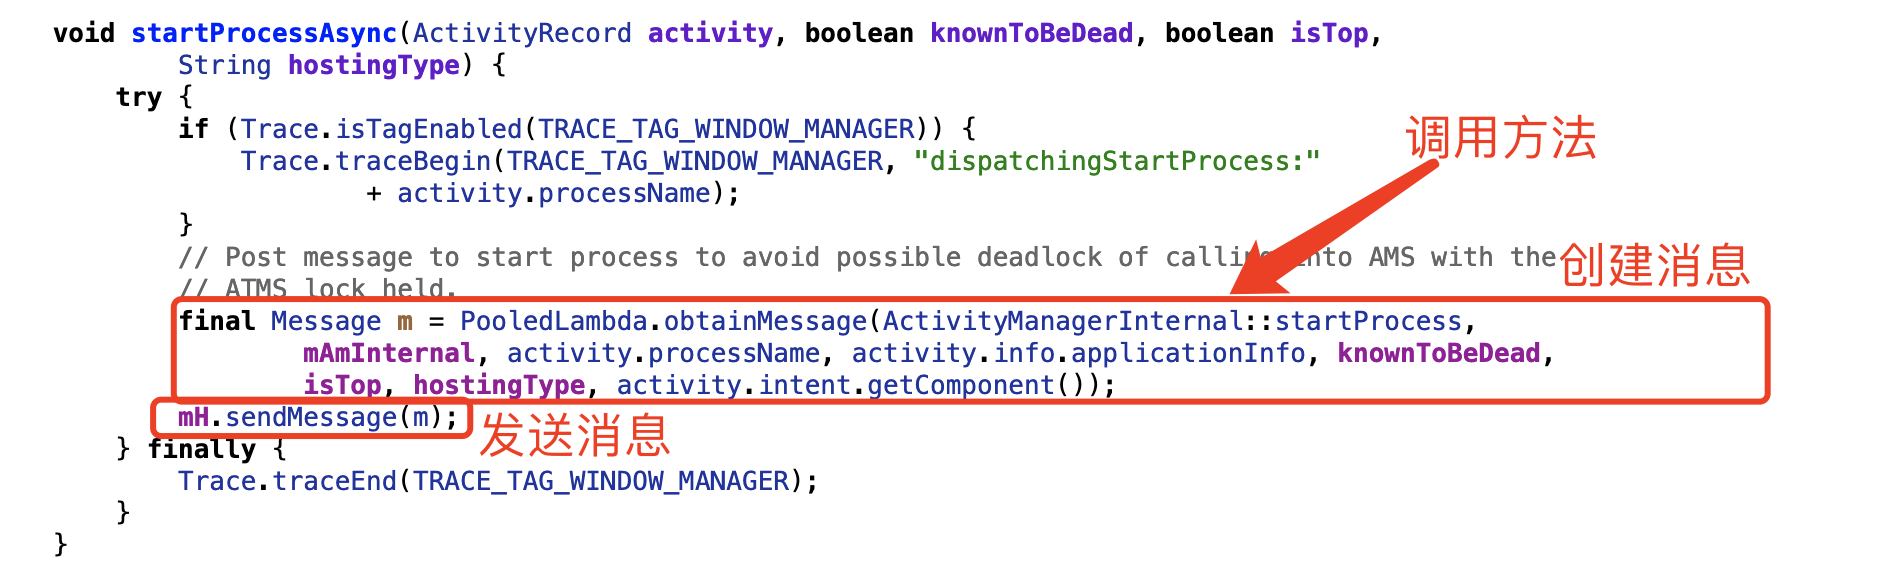 void startProcessAsync(ActivityRecord activity, boolean knownToBeDead, boolean isTop,
String hostingType) {
try {
if (Trace.isTagEnabled(TRACE_TAG_WINDOW_MANAGER)) {
Trace.traceBegin(TRACE_TAG_WINDOW_MANAGER, "dispatchingStartProcess:"
+ activity.processName);
}
调用方法
// Post message to start process to avoid possible deadlock of calling into AMS with the
创建消息
// ATMS lock held.
final Message m = PooledLambda.obtainMessage(ActivityManagerInternal::startProcess,
mAmInternal, activity.processName, activity.info.applicationInfo, knownToBeDead,
isTop, hostingType, activity.intent.getComponent());
mH.sendMessage(m);
发送消息
} finally {
Trace.traceEnd(TRACE_TAG_WINDOW_MANAGER);
}
}